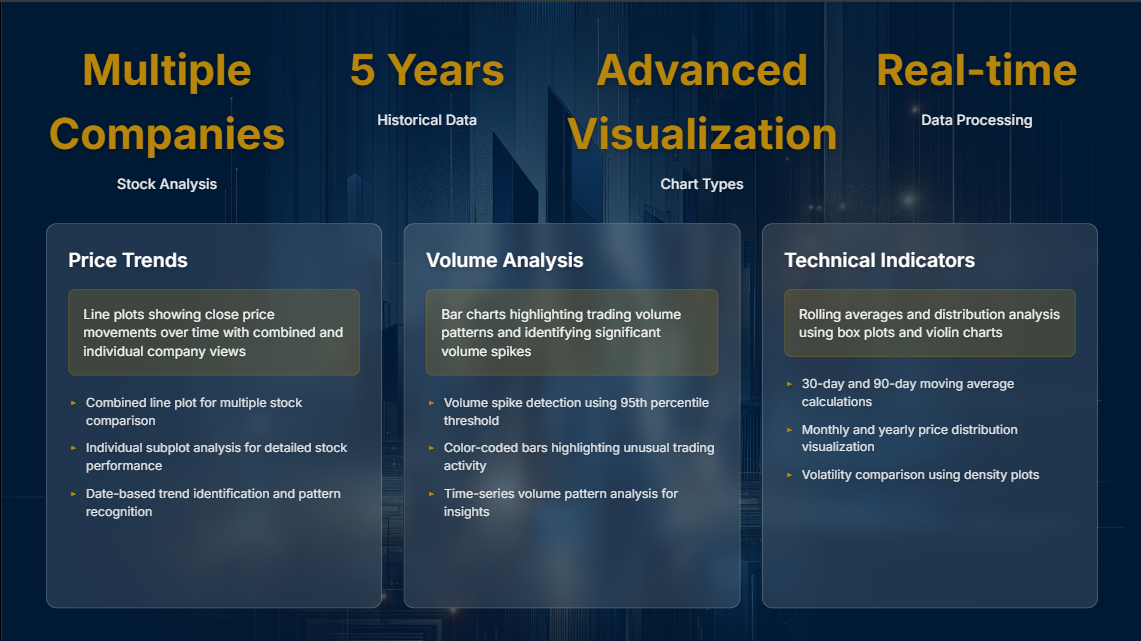 Multiple
Companies
Stock Analysis
5 Years
Historical Data
Advanced
Visualization
Chart Types
Real-time
Data Processing
Price Trends
Line plots showing close price
movements over time with combined and
individual company views
► Combined line plot for multiple stock
comparison
► Individual subplot analysis for detailed stock
performance
► Date-based trend identification and pattern
recognition
Volume Analysis
Bar charts highlighting trading volume
patterns and identifying significant
volume spikes
► Volume spike detection using 95th percentile
threshold
► Color-coded bars highlighting unusual trading
activity
► Time-series volume pattern analysis for
insights
Technical Indicators
Rolling averages and distribution analysis
using box plots and violin charts
► 30-day and 90-day moving average
calculations
► Monthly and yearly price distribution
visualization
► Volatility comparison using density plots